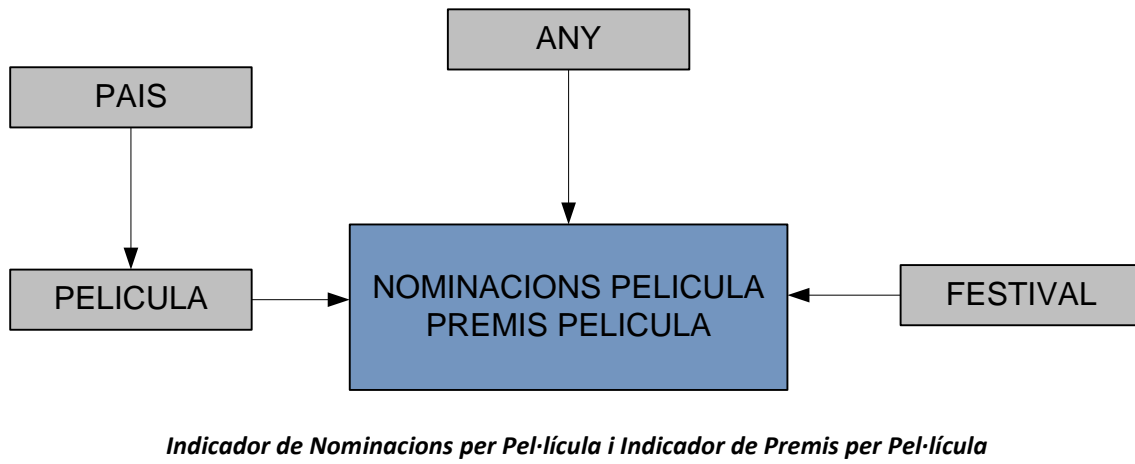 ANY
PAIS
PELICULA
NOMINACIONS PELICULA
PREMIS PELICULA
FESTIVAL
Indicador de Nominacions per Pel·lícula i Indicador de Premis per Pel·lícula